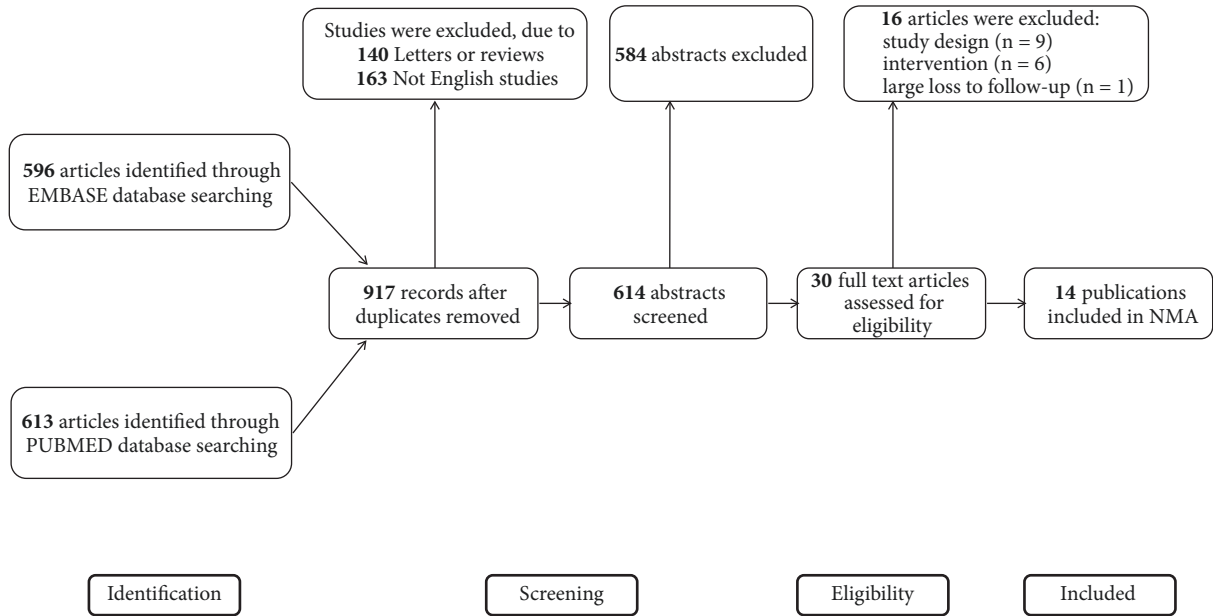 Studies were excluded, due to
140 Letters or reviews
163 Not English studies
584 abstracts excluded
16 articles were excluded:
study design (n = 9)
intervention (n = 6)
large loss to follow-up (n = 1)
596 articles identified through
EMBASE database searching
917 records after
duplicates removed
614 abstracts
screened
30 full text articles
assessed for
eligibility
14 publications
included in NMA
613 articles identified through
PUBMED database searching
Identification
Screening
Eligibility
Included